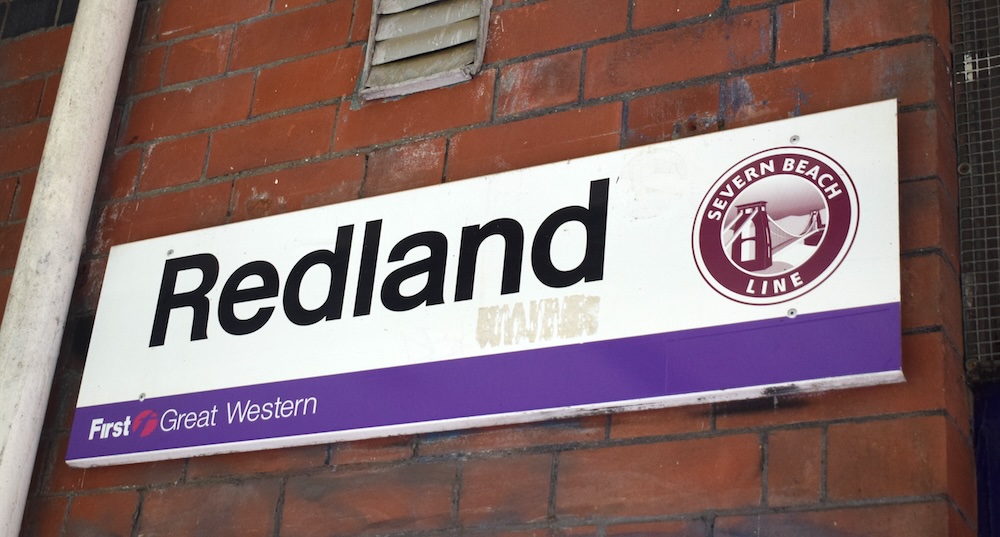 Redland
SEVERN BEACH
LINE
First Great Western